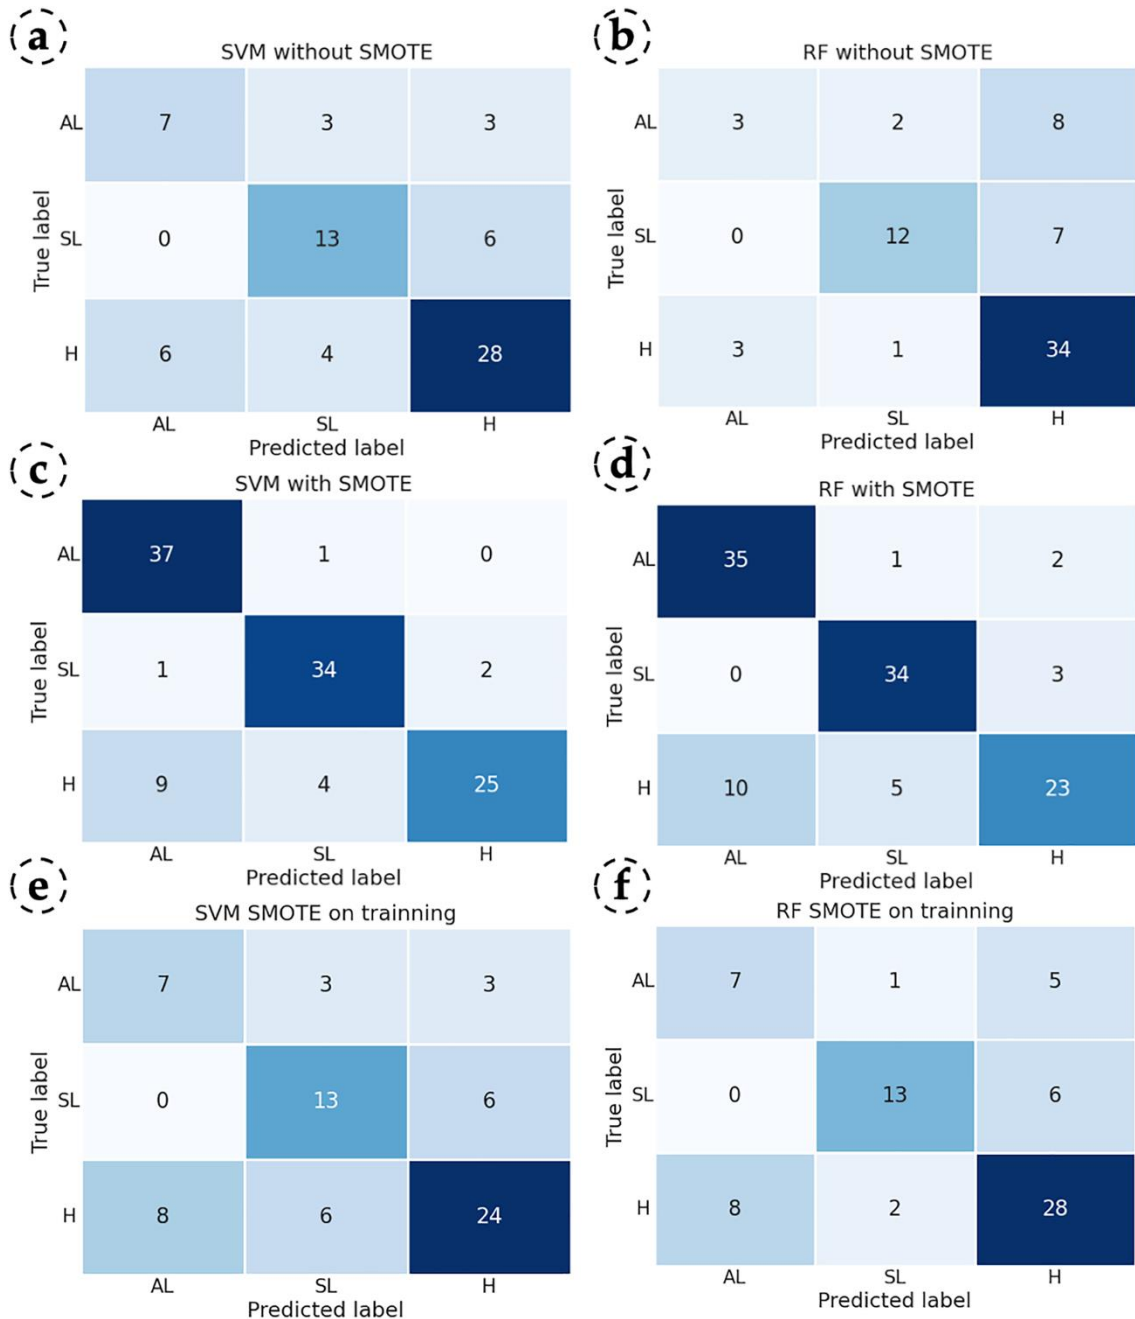 a
SVM without SMOTE
True label
AL 7 3 3
SL 0 13 6
H 6 4 28
AL SL H
Predicted label
b
RF without SMOTE
True label
AL 3 2 8
SL 0 12 7
H 3 1 34
AL SL H
Predicted label
c
SVM with SMOTE
True label
AL 37 1 0
SL 1 34 2
H 9 4 25
AL SL H
Predicted label
d
RF with SMOTE
True label
AL 35 1 2
SL 0 34 3
H 10 5 23
AL SL H
Predicted label
e
SVM SMOTE on trainning
True label
AL 7 3 3
SL 0 13 6
H 8 6 24
AL SL H
Predicted label
f
RF SMOTE on trainning
True label
AL 7 1 5
SL 0 13 6
H 8 2 28
AL SL H
Predicted label